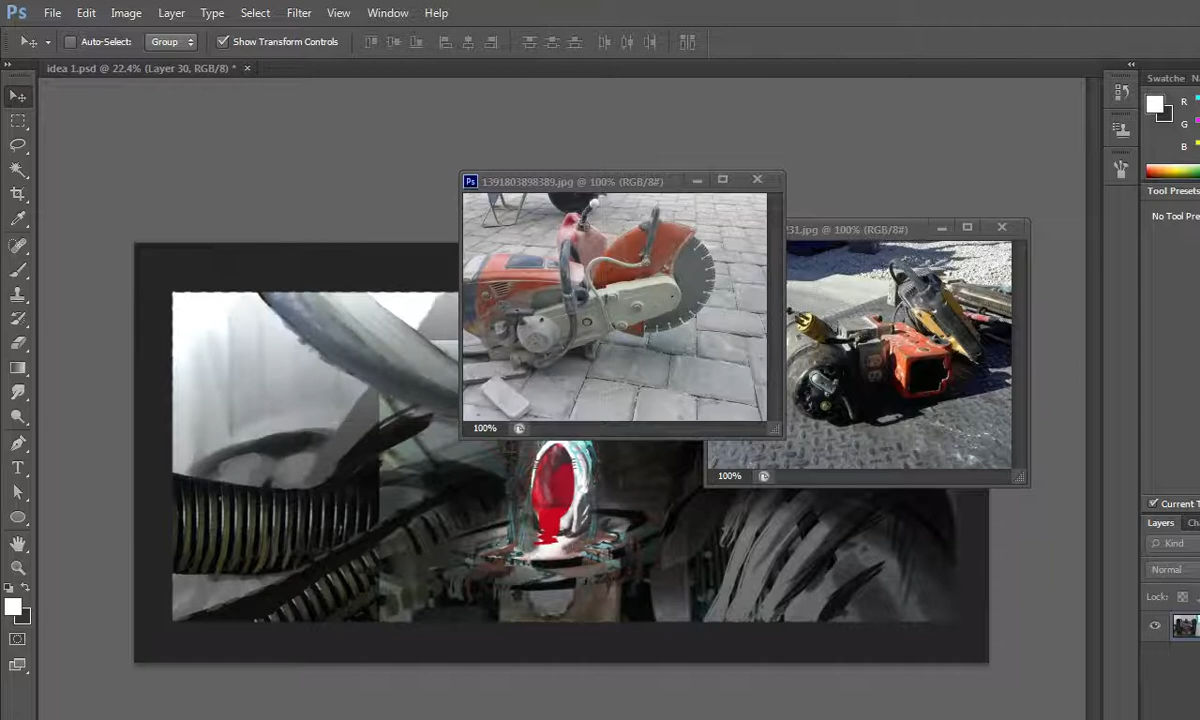 Ps File Edit Image Layer Type Select Filter View Window Help
Auto-Select: Group Show Transform Controls
idea 1.psd @ 22.4% (Layer 30, RGB/8) * ×
Swatche
R
G
B
Ps 1391803898389.jpg @ 100% (RGB/8#)
31.jpg @ 100% (RGB/8#)
Tool Presets
No Tool Pre
100%
100%
Current T
Layers
Kind
Normal
Lock:
T